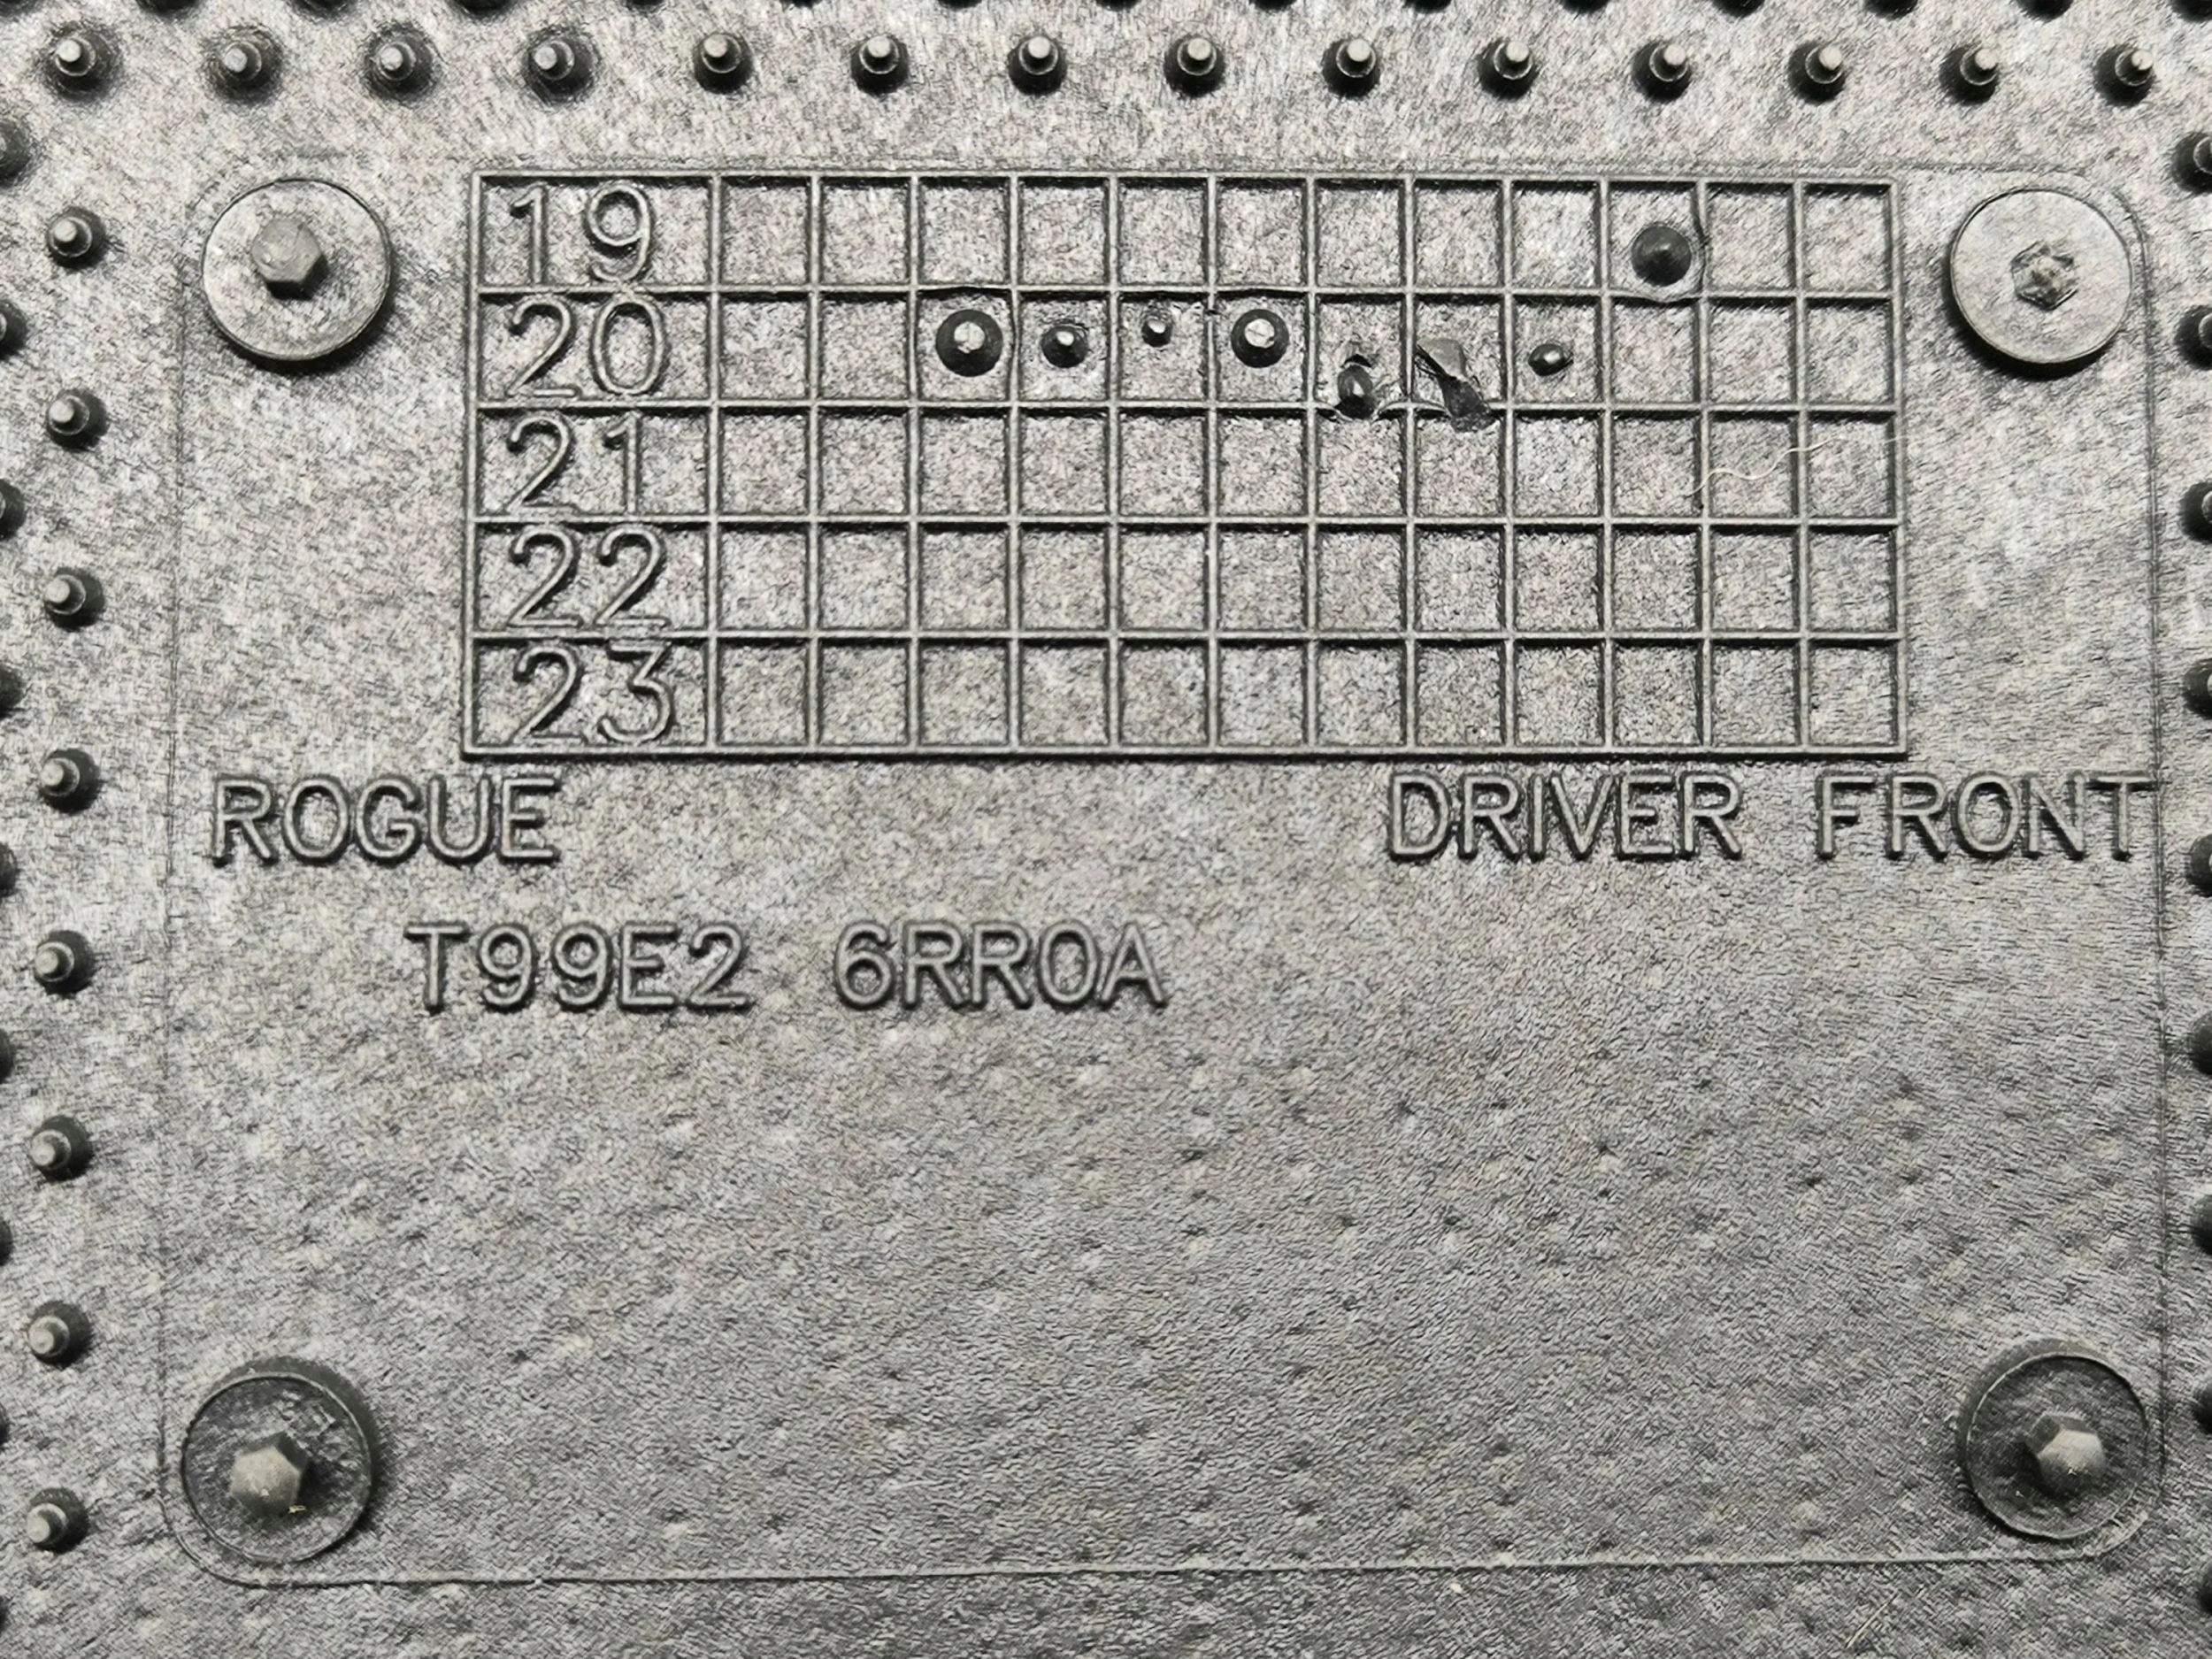 19
20
21
22
23
ROGUE DRIVER FRONT
T99E2 6RR0A